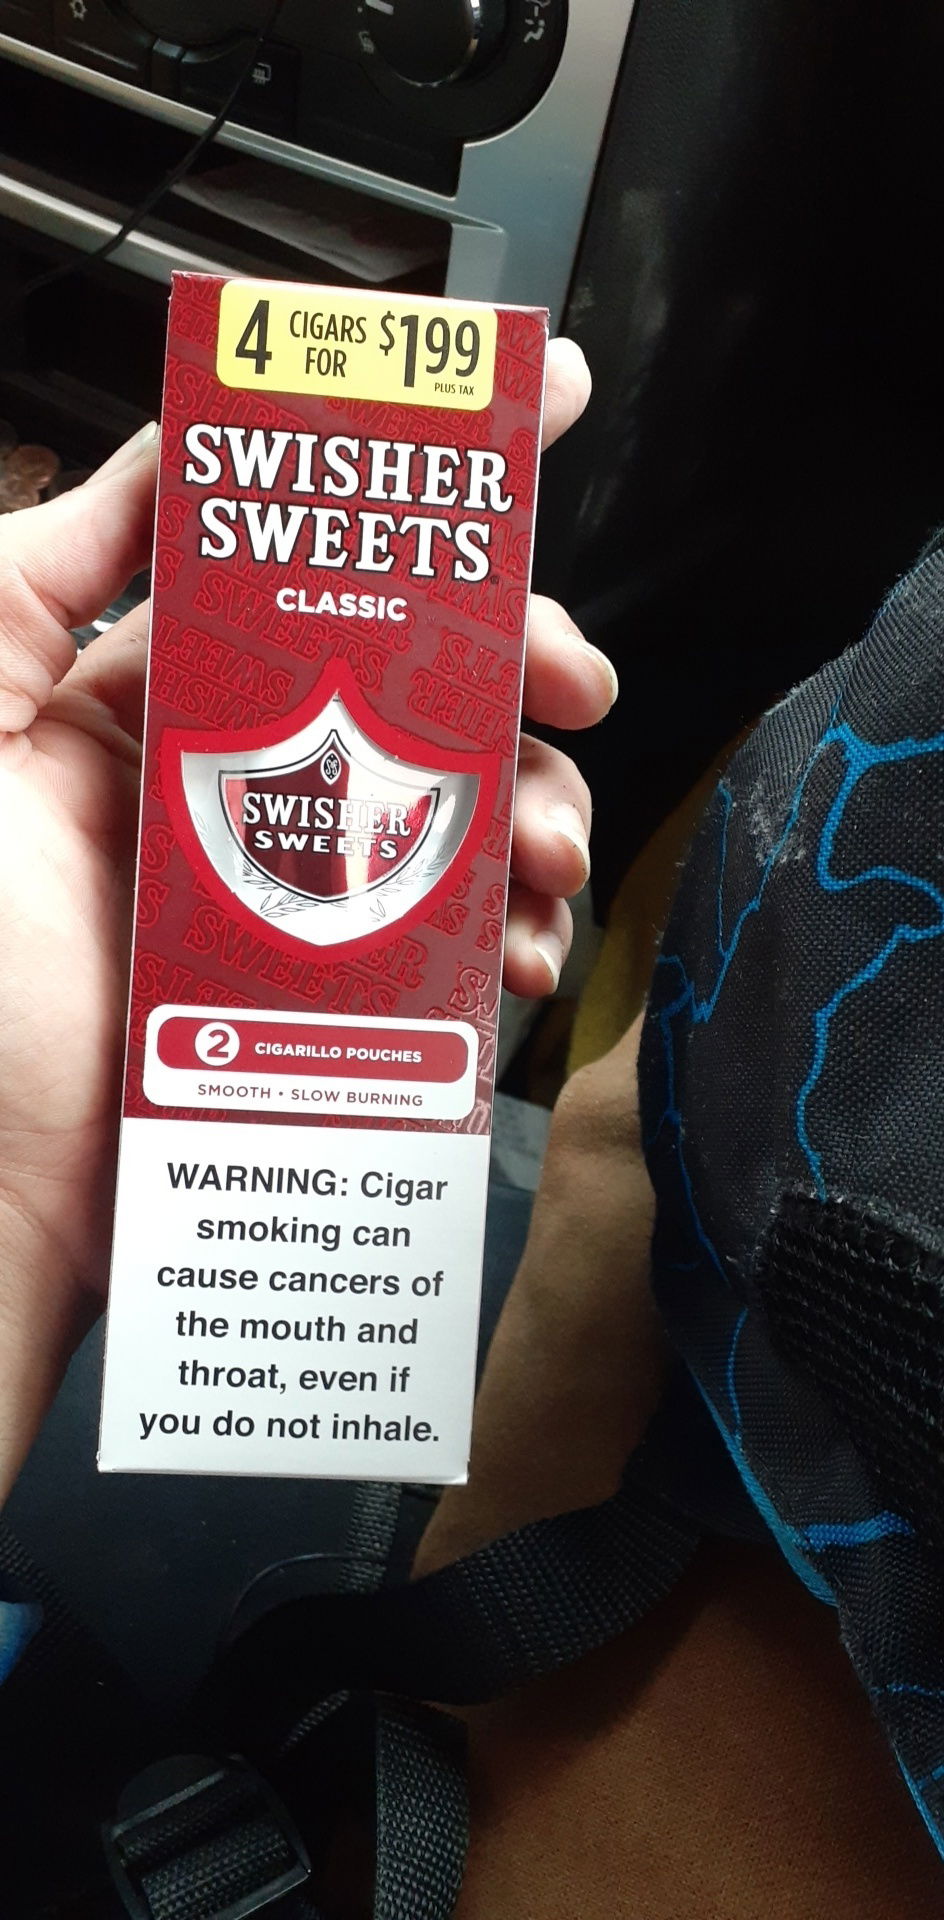 4 CIGARS FOR $1.99
PLUS TAX
SWISHER
SWEETS
CLASSIC
SWISHER
SWEETS
2 CIGARILLO POUCHES
SMOOTH • SLOW BURNING
WARNING: Cigar
smoking can
cause cancers of
the mouth and
throat, even if
you do not inhale.